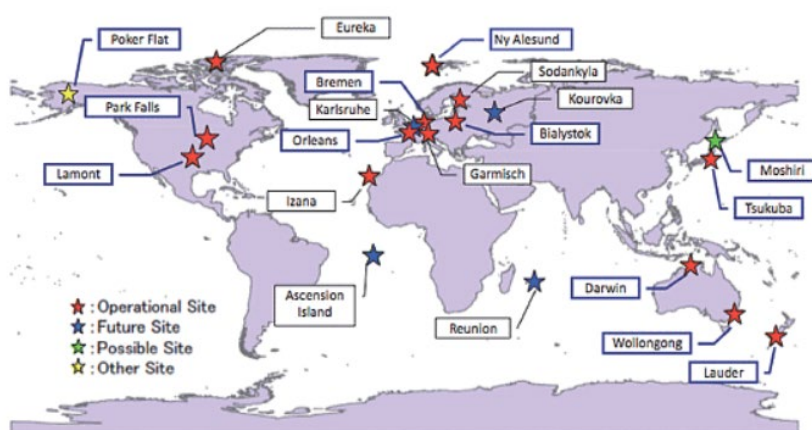 Eureka
Poker Flat
Ny Alesund
Bremen
Sodankyla
Park Falls
Karlsruhe
Kourovka
Orleans
Bialystok
Lamont
Garmisch
Moshiri
Izana
Tsukuba
Darwin
Ascension
Island
Reunion
Wollongong
Lauder
: Operational Site
: Future Site
: Possible Site
: Other Site